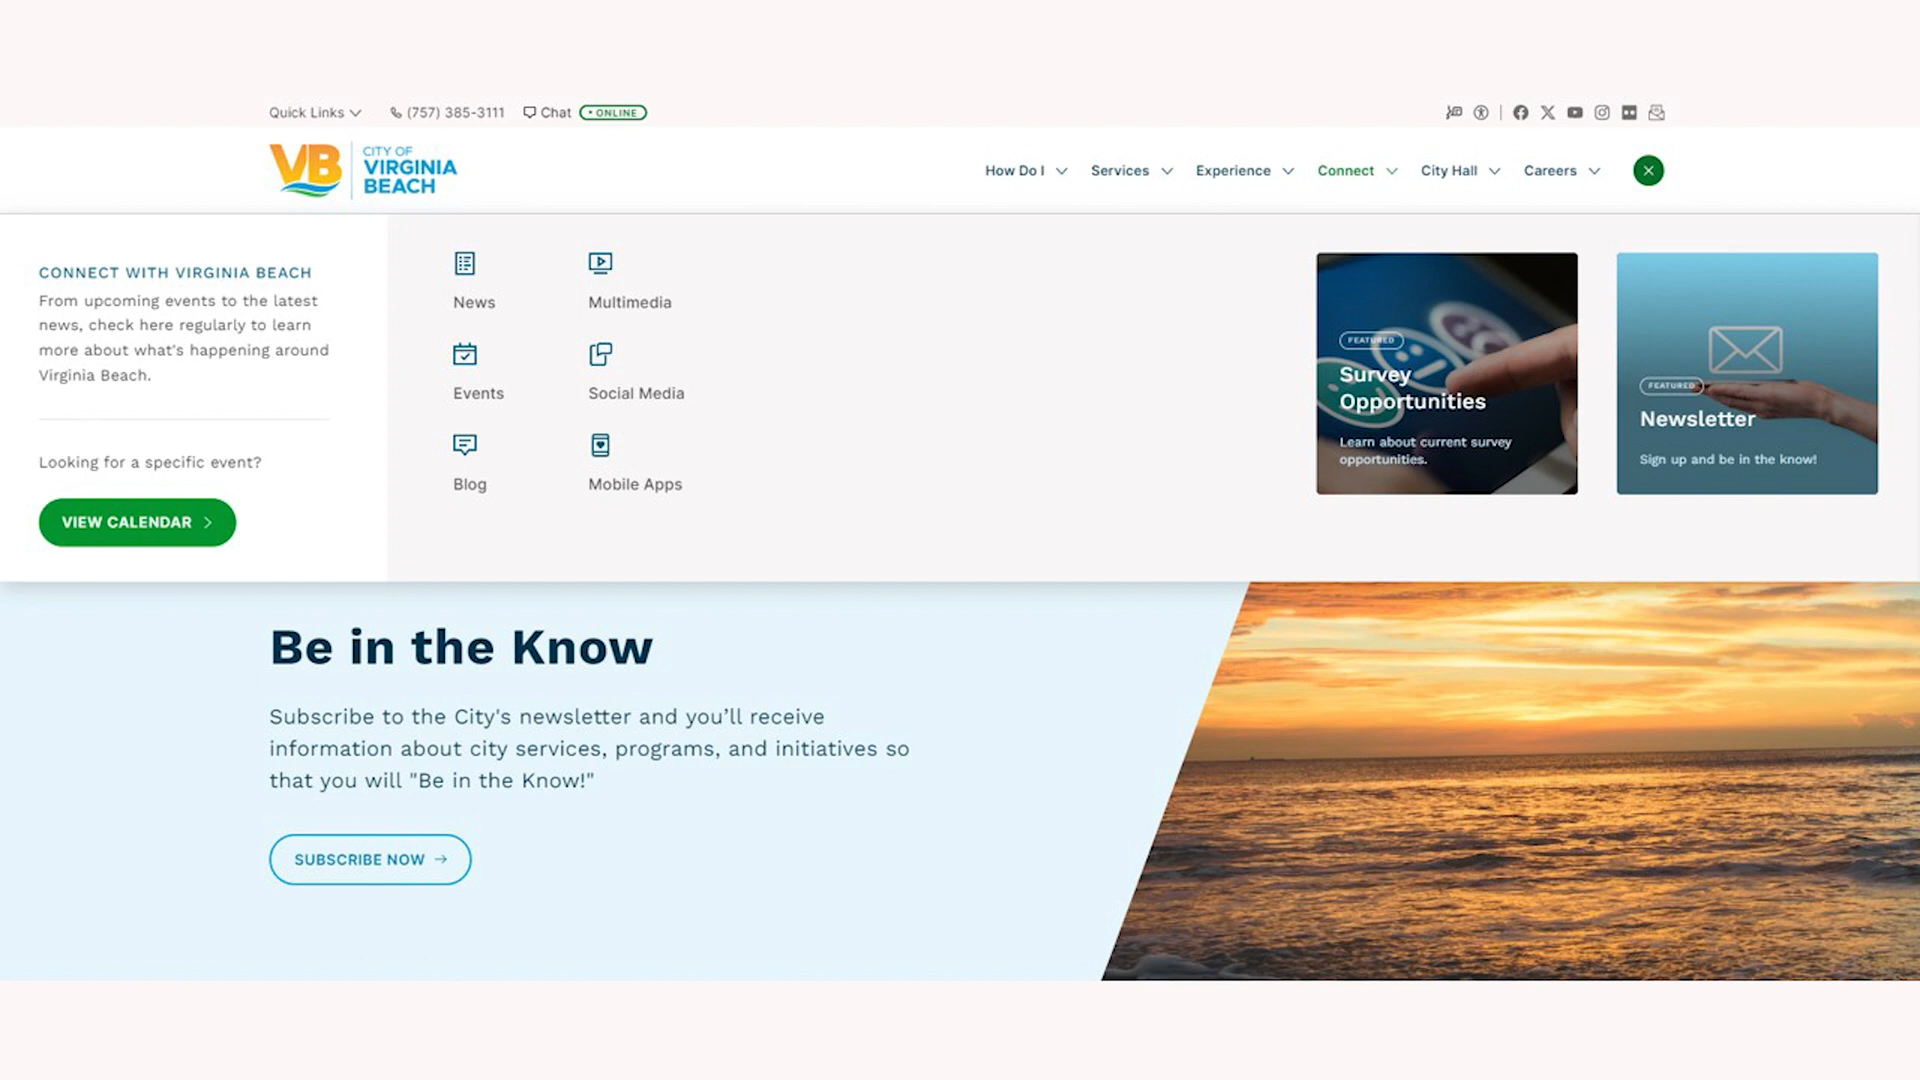 Quick Links
(757) 385-3111
Chat
• ONLINE
VB
CITY OF
VIRGINIA
BEACH
How Do I
Services
Experience
Connect
City Hall
Careers
CONNECT WITH VIRGINIA BEACH
From upcoming events to the latest
news, check here regularly to learn
more about what's happening around
Virginia Beach.
Looking for a specific event?
VIEW CALENDAR
News
Multimedia
Events
Social Media
Blog
Mobile Apps
FEATURED
Survey
Opportunities
Learn about current survey
opportunities.
FEATURED
Newsletter
Sign up and be in the know!
Be in the Know
Subscribe to the City's newsletter and you’ll receive
information about city services, programs, and initiatives so
that you will "Be in the Know!"
SUBSCRIBE NOW →